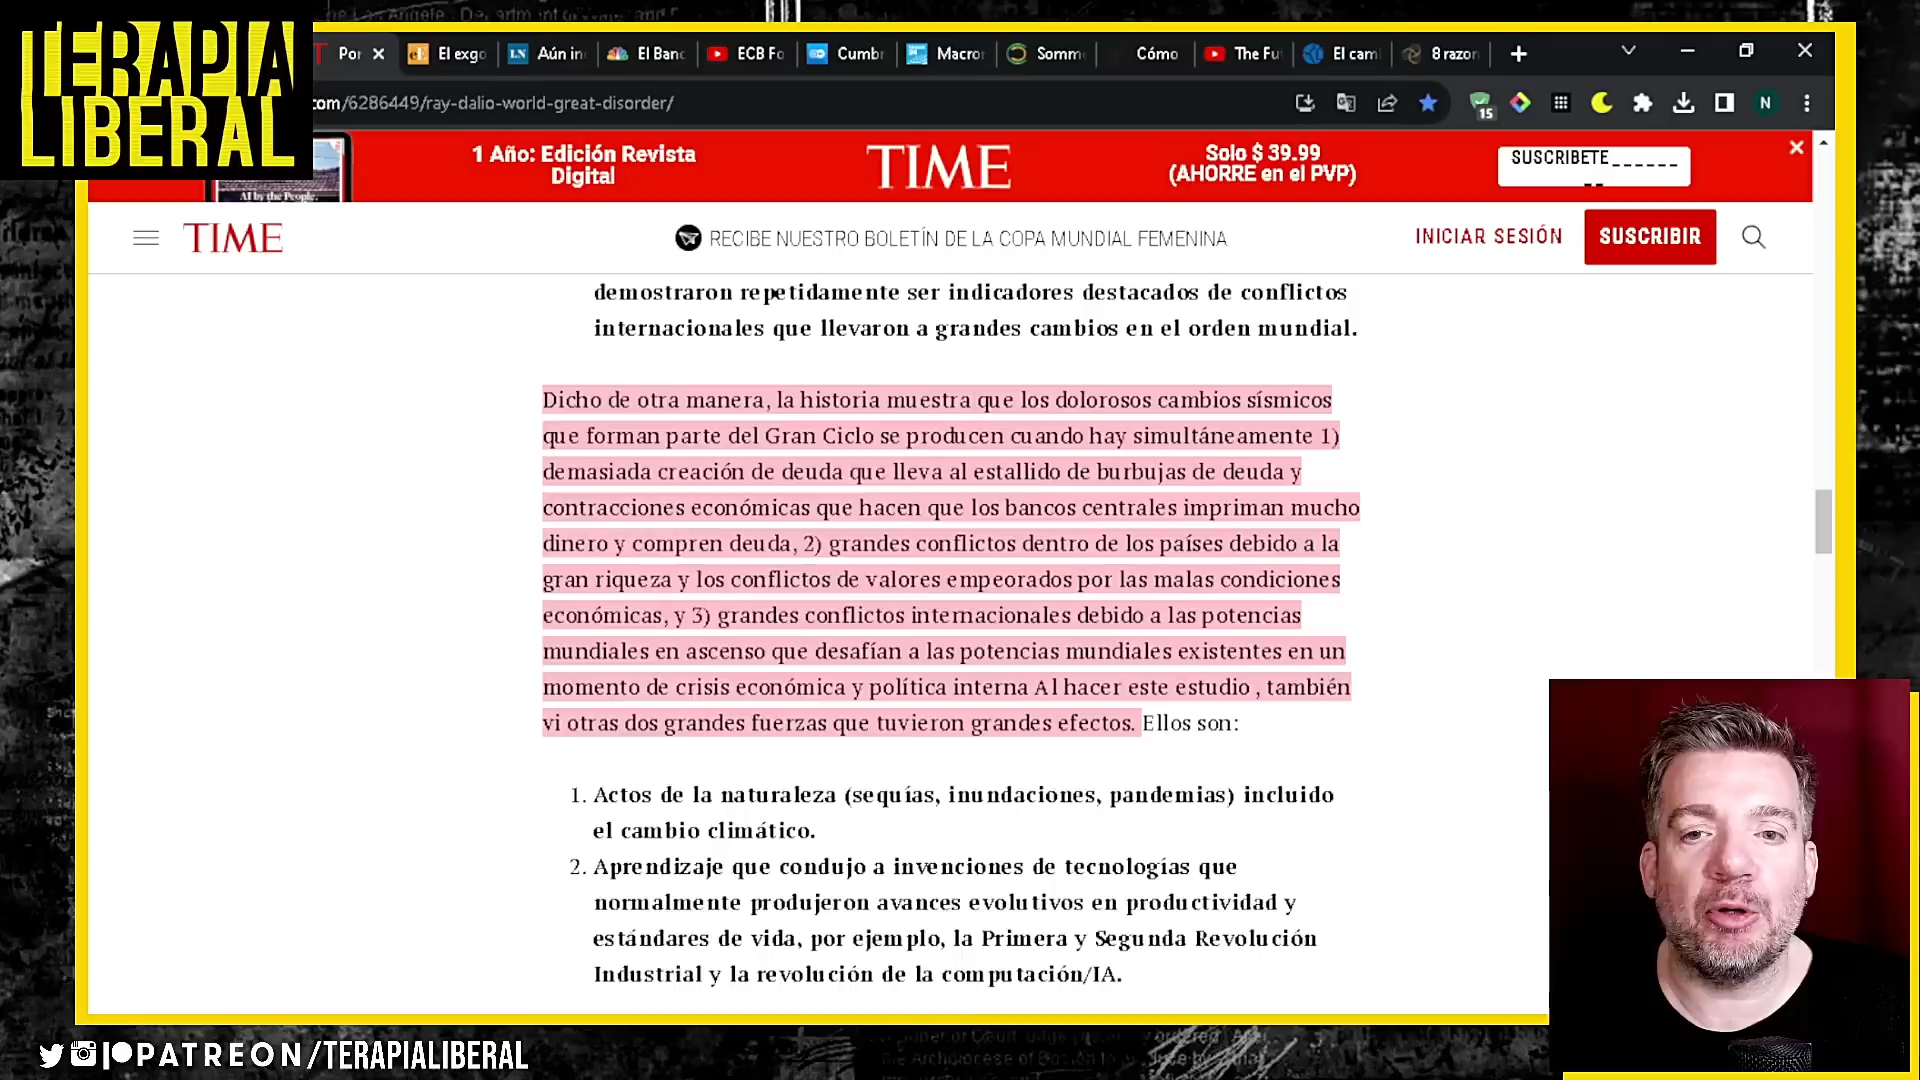 TERAPIA
LIBERAL
Por
El exgo
Aún in
El Banc
ECB Fo
Cumbr
Macron
Somm
Cómo
The Fu
El cam
8 razon
com/6286449/ray-dalio-world-great-disorder/
15
N
AI by the People.
1 Año: Edición Revista
Digital
TIME
Solo $ 39.99
(AHORRE en el PVP)
SUSCRIBETE
TIME
RECIBE NUESTRO BOLETÍN DE LA COPA MUNDIAL FEMENINA
INICIAR SESIÓN
SUSCRIBIR
demostraron repetidamente ser indicadores destacados de conflictos
internacionales que llevaron a grandes cambios en el orden mundial.
Dicho de otra manera, la historia muestra que los dolorosos cambios sísmicos
que forman parte del Gran Ciclo se producen cuando hay simultáneamente 1)
demasiada creación de deuda que lleva al estallido de burbujas de deuda y
contracciones económicas que hacen que los bancos centrales impriman mucho
dinero y compren deuda, 2) grandes conflictos dentro de los países debido a la
gran riqueza y los conflictos de valores empeorados por las malas condiciones
económicas, y 3) grandes conflictos internacionales debido a las potencias
mundiales en ascenso que desafían a las potencias mundiales existentes en un
momento de crisis económica y política interna Al hacer este estudio , también
vi otras dos grandes fuerzas que tuvieron grandes efectos. Ellos son:
1. Actos de la naturaleza (sequías, inundaciones, pandemias) incluido
el cambio climático.
2. Aprendizaje que condujo a invenciones de tecnologías que
normalmente produjeron avances evolutivos en productividad y
estándares de vida, por ejemplo, la Primera y Segunda Revolución
Industrial y la revolución de la computación/IA.
PATREON/TERAPIALIBERAL